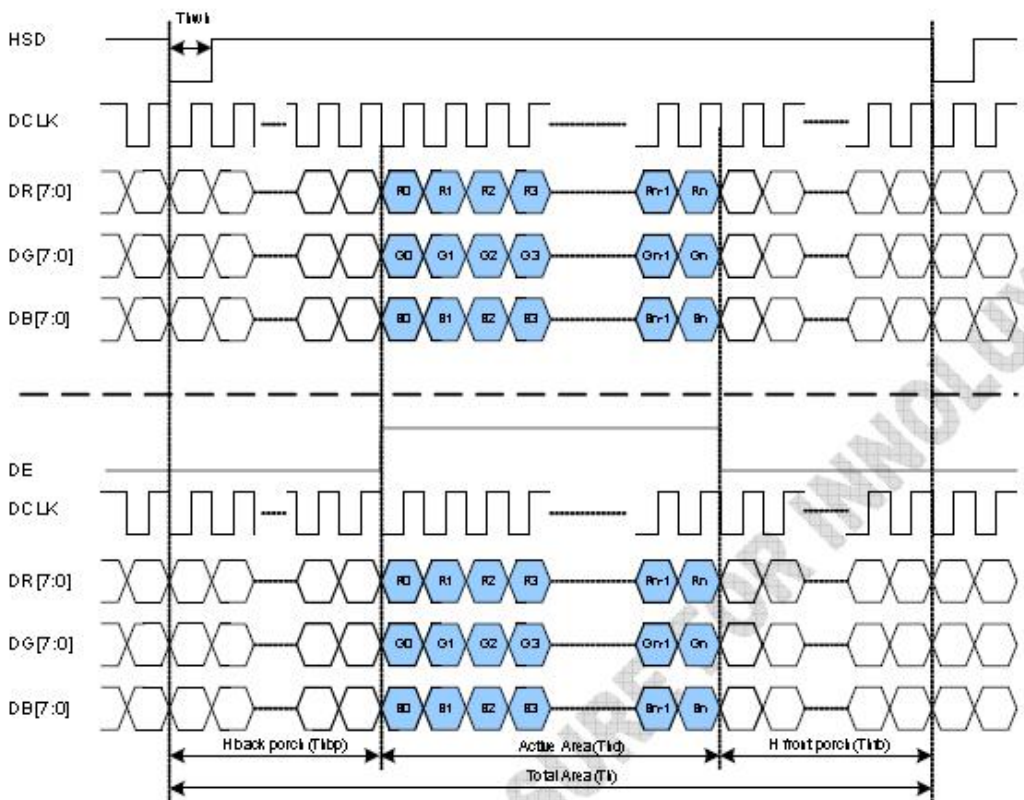 HSD
DCLK
DR[7:0] R0 R1 R2 R3 Rn-1 Rn
DG[7:0] G0 G1 G2 G3 Gn-1 Gn
DB[7:0] B0 B1 B2 B3 Bn-1 Bn
DE
DCLK
DR[7:0] R0 R1 R2 R3 Rn-1 Rn
DG[7:0] G0 G1 G2 G3 Gn-1 Gn
DB[7:0] B0 B1 B2 B3 Bn-1 Bn
H back porch (Thbp) Active Area (Thd) H front porch
Total Area (Th)
FOR INNOLUX